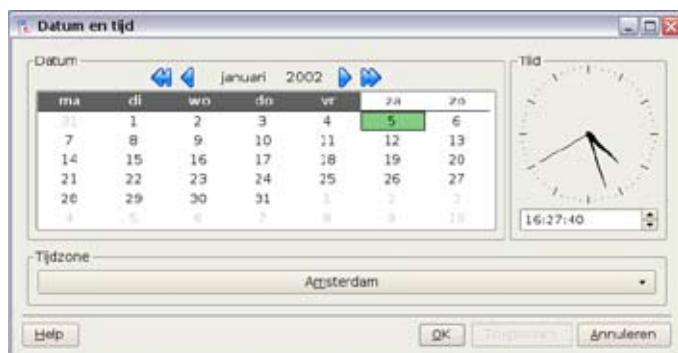 Datum en tijd
Datum
Tijd
januari 2002
ma di wo do vr za zo
31 1 2 3 4 5 6
7 8 9 10 11 12 13
14 15 16 17 18 19 20
21 22 23 24 25 26 27
28 29 30 31 1 2 3
4 5 6 7 8 9 10
16:27:40
Tijdzone
Amsterdam
Help
OK
Toepassen
Annuleren